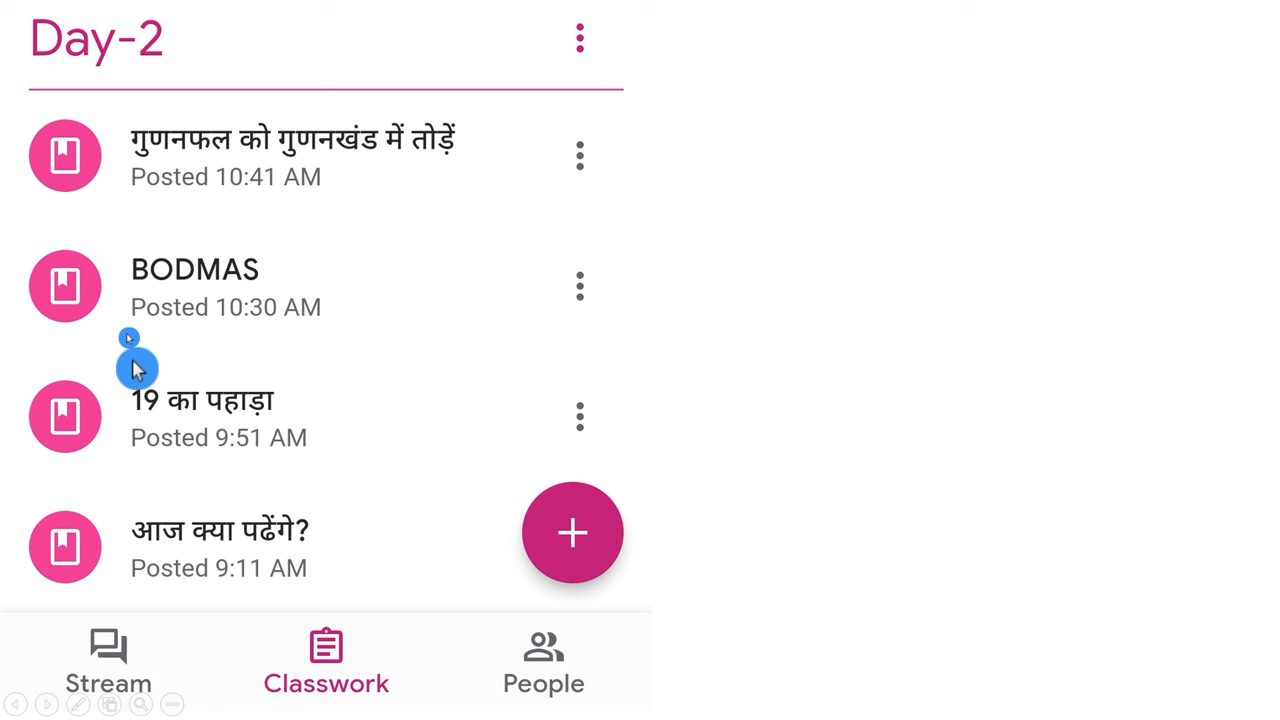 Day-2
गुणनफल को गुणनखंड में तोड़ें
Posted 10:41 AM
BODMAS
Posted 10:30 AM
19 का पहाड़ा
Posted 9:51 AM
आज क्या पढेंगे?
Posted 9:11 AM
Stream
Classwork
People